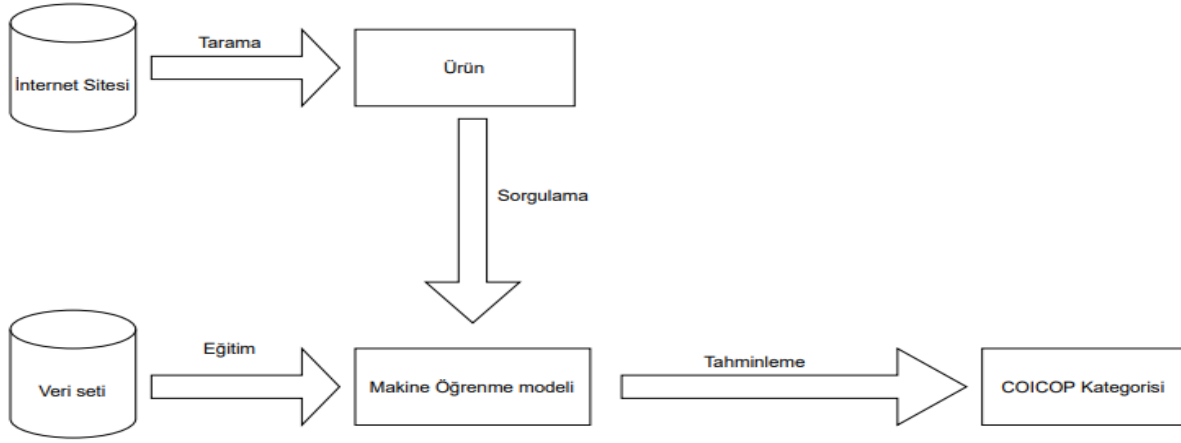 Tarama
İnternet Sitesi
Ürün
Sorgulama
Eğitim
Veri seti
Makine Öğrenme modeli
Tahminleme
COICOP Kategorisi